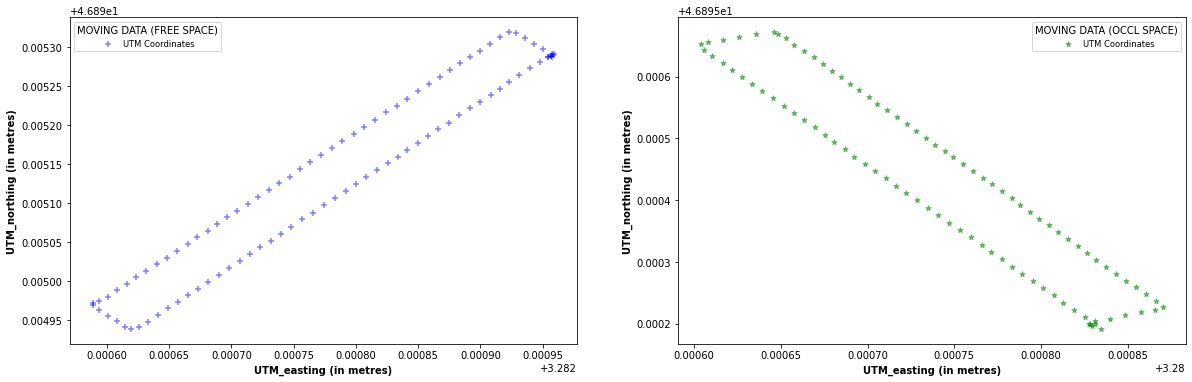 +4.689e1
MOVING DATA (FREE SPACE)
UTM Coordinates
0.00530
0.00525
0.00520
0.00515
0.00510
0.00505
0.00500
0.00495
UTM_northing (in metres)
0.00060 0.00065 0.00070 0.00075 0.00080 0.00085 0.00090 0.00095
+3.282
UTM_easting (in metres)
+4.6895e1
MOVING DATA (OCCL SPACE)
UTM Coordinates
0.0006
0.0005
0.0004
0.0003
0.0002
UTM_northing (in metres)
0.00060 0.00065 0.00070 0.00075 0.00080 0.00085
+3.28
UTM_easting (in metres)